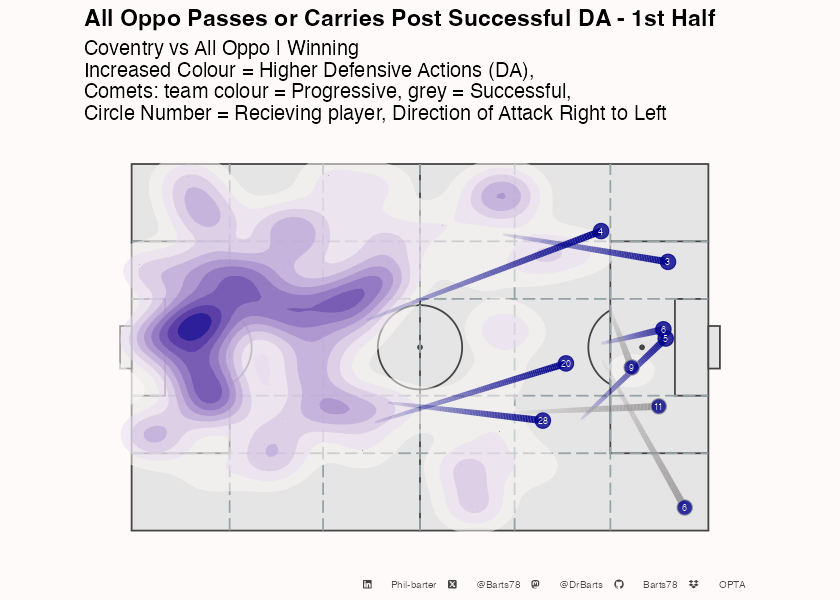 All Oppo Passes or Carries Post Successful DA - 1st Half
Coventry vs All Oppo | Winning
Increased Colour = Higher Defensive Actions (DA),
Comets: team colour = Progressive, grey = Successful,
Circle Number = Recieving player, Direction of Attack Right to Left
4
3
6
5
20
9
11
28
6
Phil-barter @Barts78 @DrBarts Barts78 OPTA